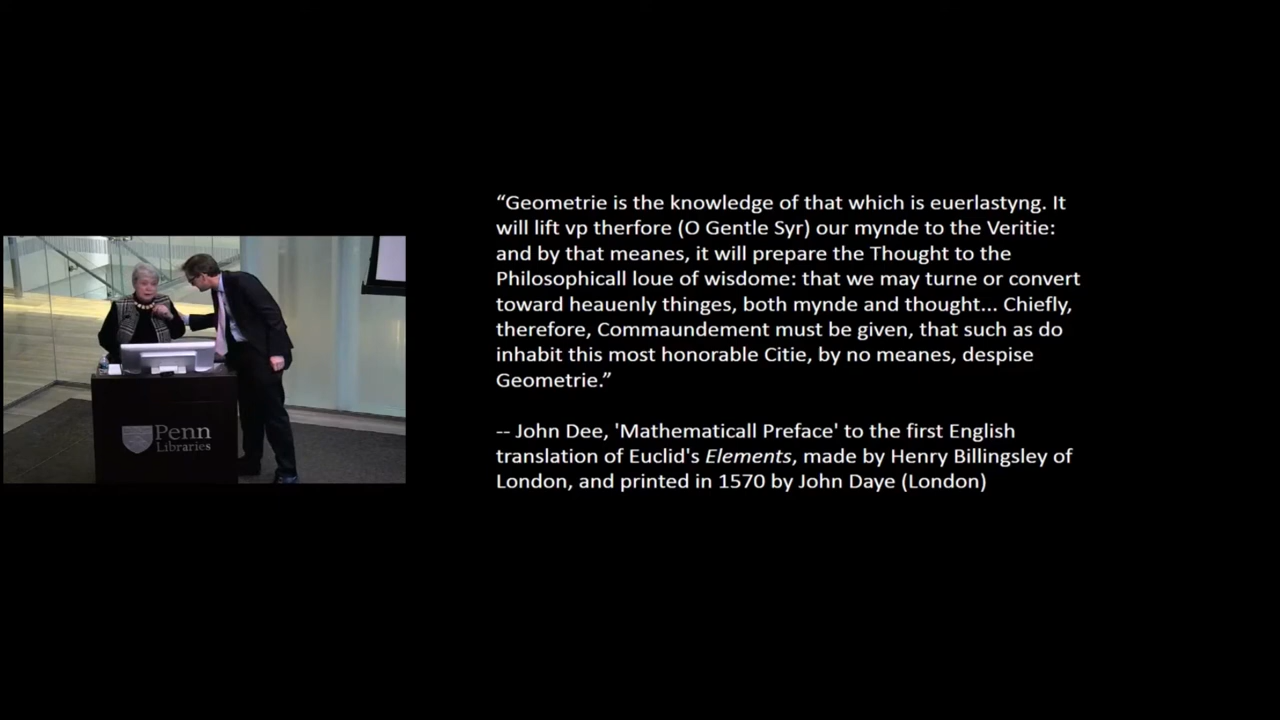 “Geometrie is the knowledge of that which is euerlastyng. It
will lift vp therfore (O Gentle Syr) our mynde to the Veritie:
and by that meanes, it will prepare the Thought to the
Philosophicall loue of wisdome: that we may turne or convert
toward heauenly thinges, both mynde and thought... Chiefly,
therefore, Commaundement must be given, that such as do
inhabit this most honorable Citie, by no meanes, despise
Geometrie.”
-- John Dee, 'Mathematicall Preface' to the first English
translation of Euclid's Elements, made by Henry Billingsley of
London, and printed in 1570 by John Daye (London)
Penn
Libraries